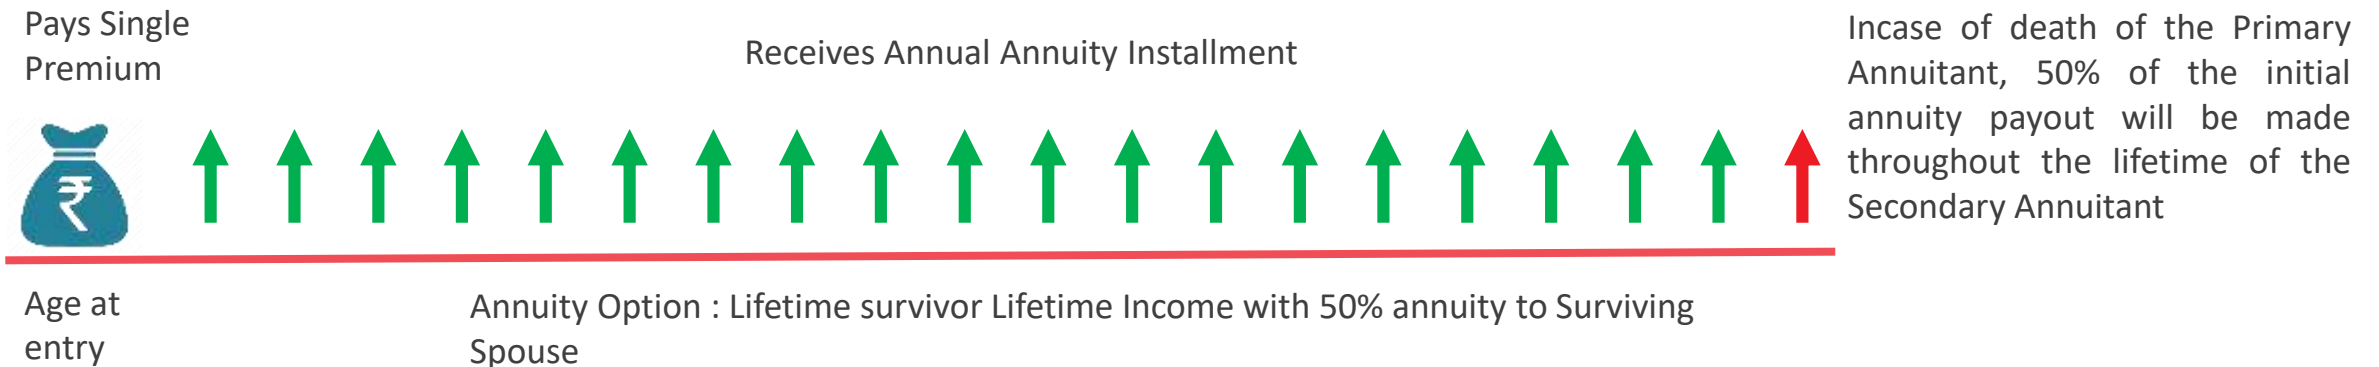 Pays Single
Premium
₹
Receives Annual Annuity Installment
Incase of death of the Primary
Annuitant, 50% of the initial
annuity payout will be made
throughout the lifetime of the
Secondary Annuitant
Age at
entry
Annuity Option : Lifetime survivor Lifetime Income with 50% annuity to Surviving
Spouse